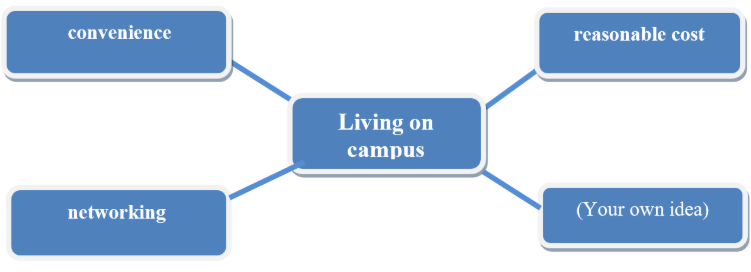 convenience
reasonable cost
Living on
campus
networking
(Your own idea)